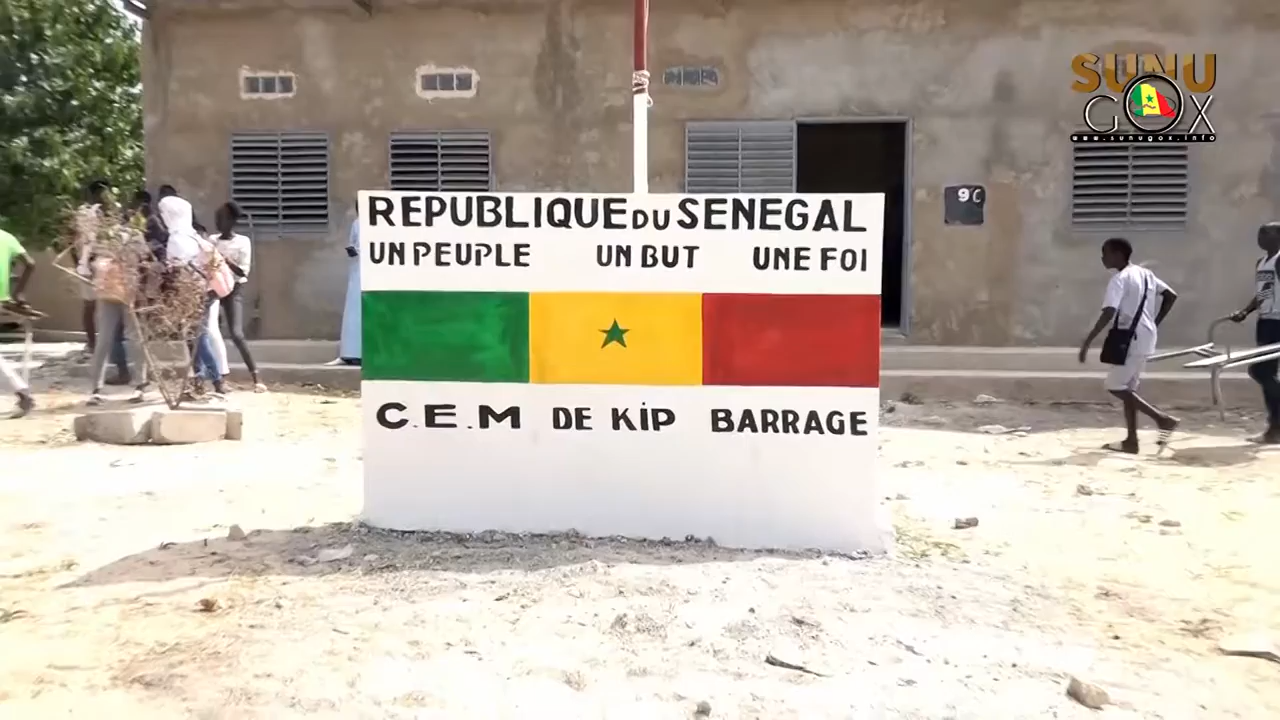 SUNU
GOX
www.sunugox.info
9C
REPUBLIQUE DU SENEGAL
UN PEUPLE UN BUT UNE FOI
C.E.M DE KIP BARRAGE